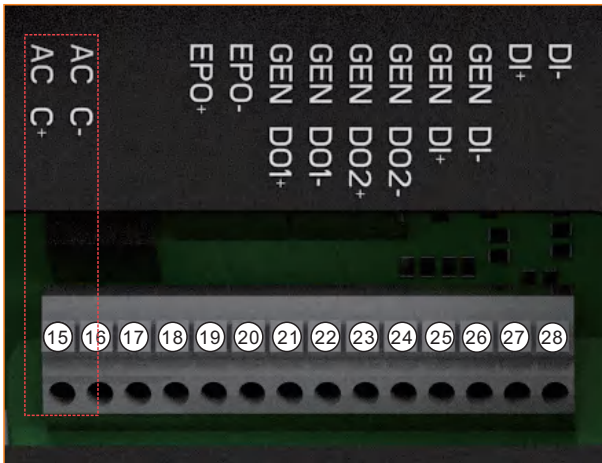 AC C+
AC C-
EPO+
EPO-
GEN DO1+
GEN DO1-
GEN DO2+
GEN DO2-
GEN DI+
GEN DI-
DI+
DI-
15 16 17 18 19 20 21 22 23 24 25 26 27 28